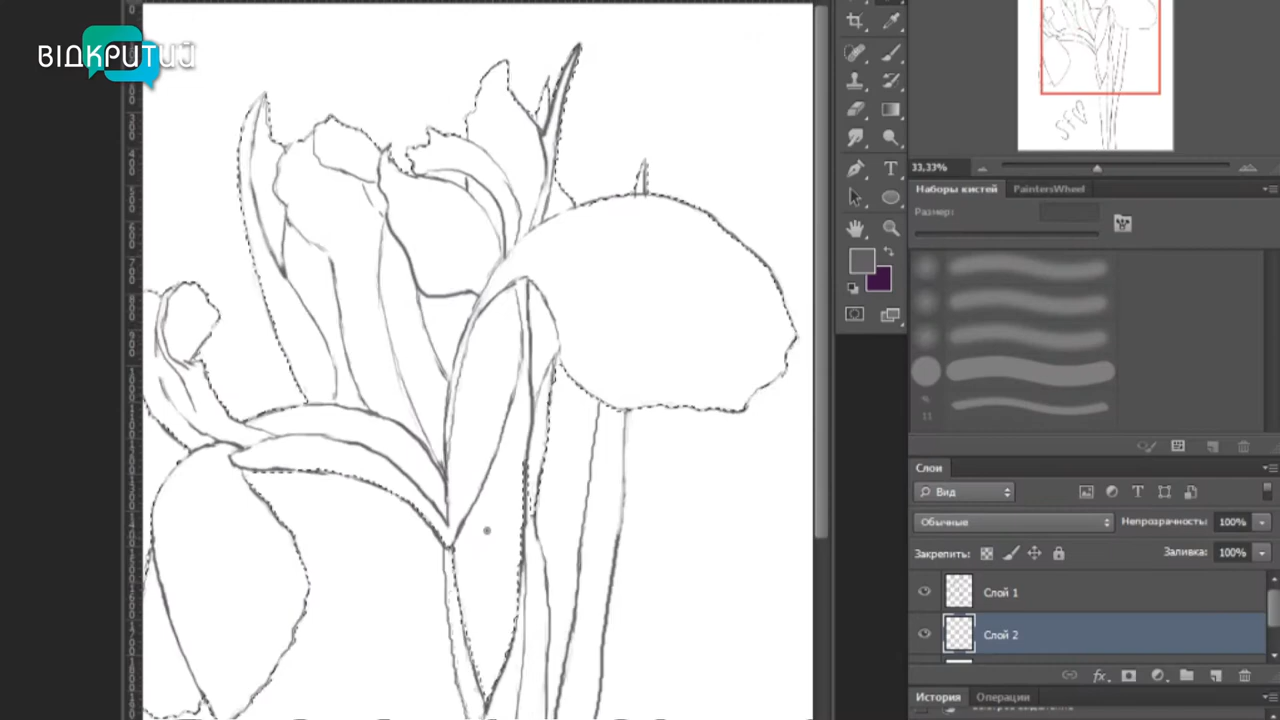 ВІДКРИТИЙ
33,33%
Наборы кистей
PaintersWheel
Размер:
11
Слои
Вид
Обычные
Непрозрачность: 100%
Закрепить:
Заливка: 100%
Слой 1
Слой 2
История
Операции